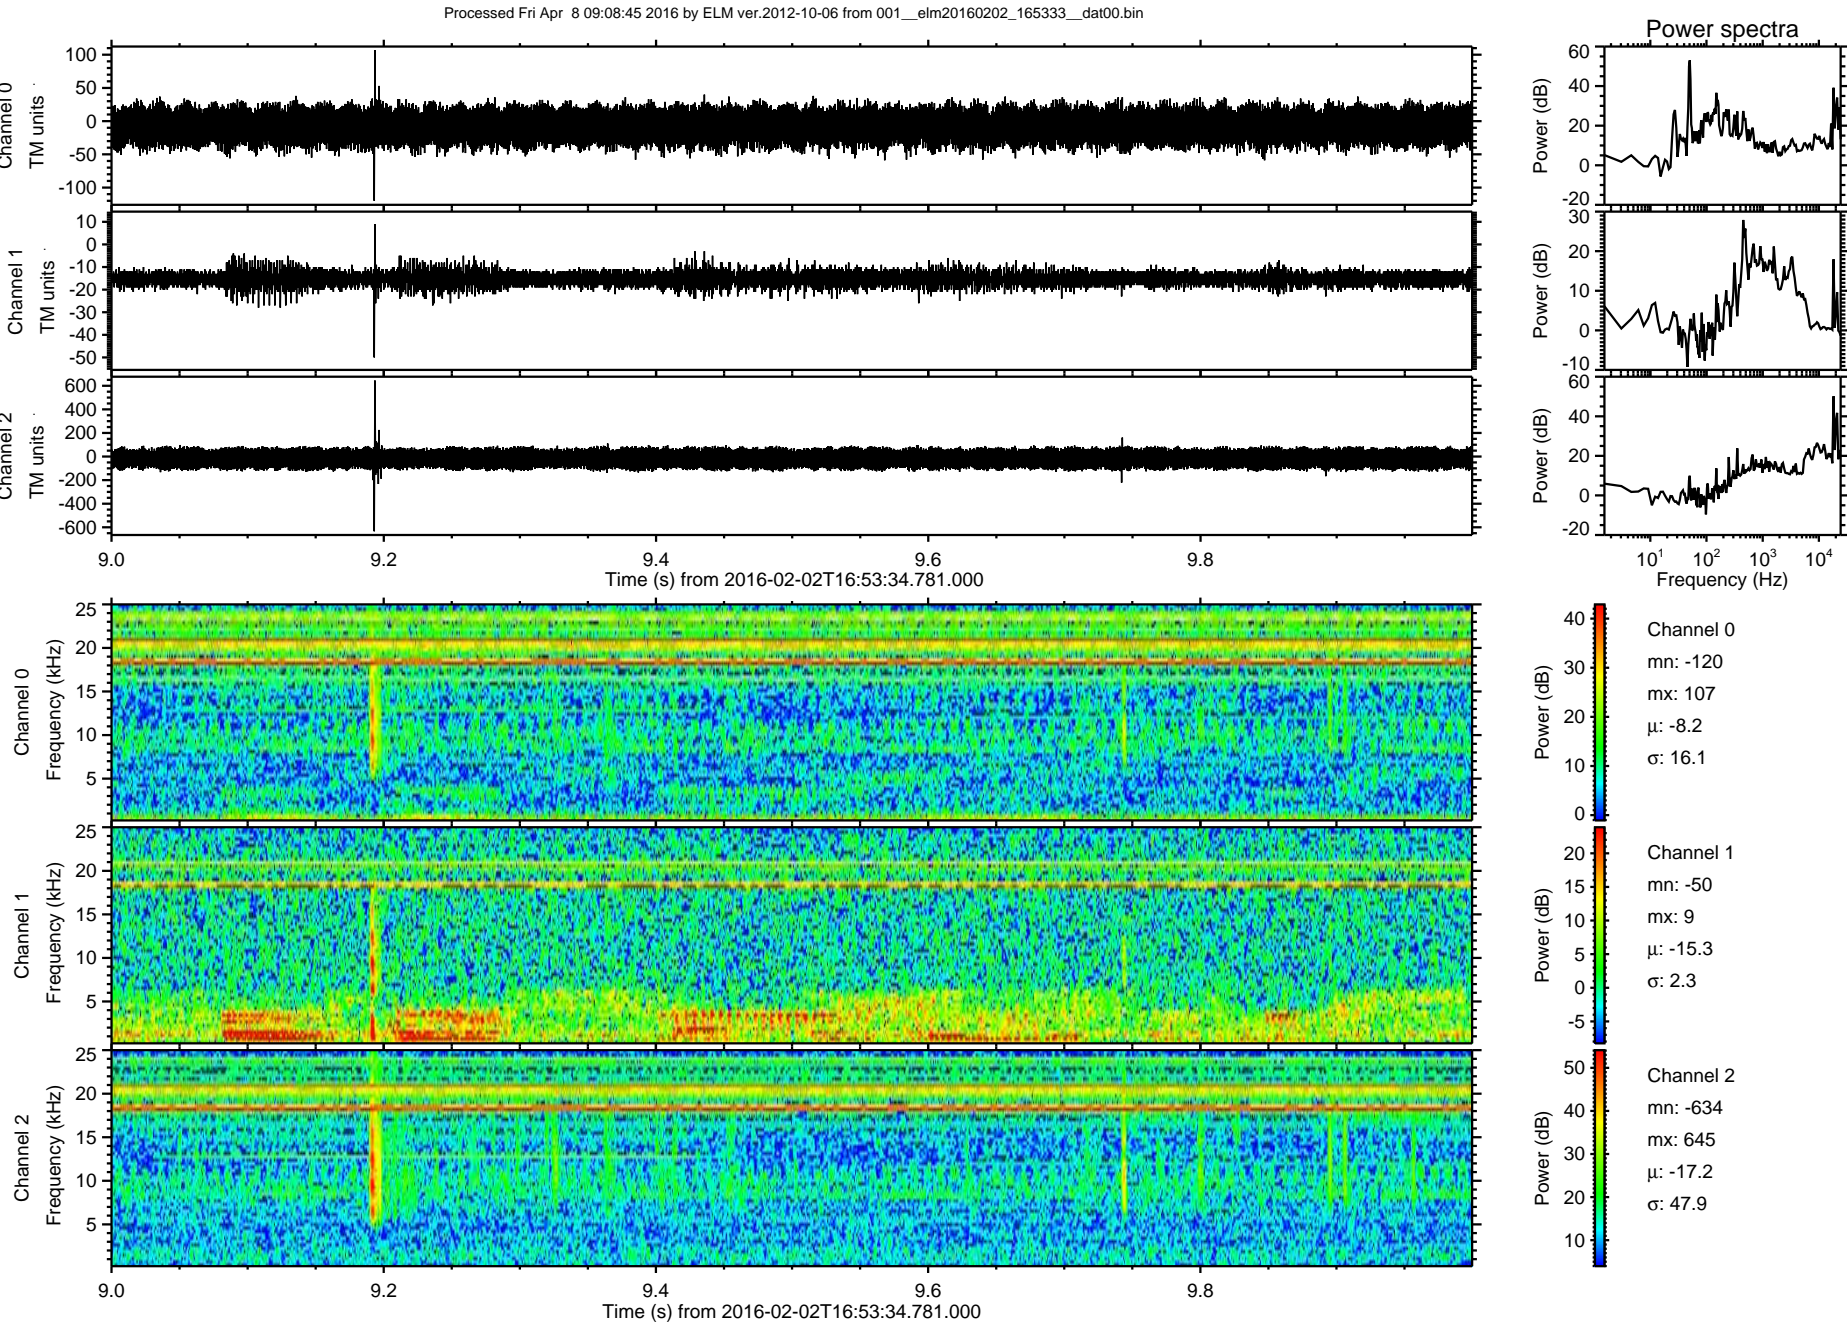 Processed Fri Apr 8 09:08:45 2016 by ELM ver.2012-10-06 from 001__elm20160202_165333__dat00.bin
Power spectra
Channel 0
TM units
100
50
0
-50
-100
Power (dB)
60
40
20
0
-20
Channel 1
TM units
10
0
-10
-20
-30
-40
-50
Power (dB)
30
20
10
0
-10
Channel 2
TM units
600
400
200
0
-200
-400
-600
Power (dB)
60
40
20
0
-20
9.0 9.2 9.4 9.6 9.8
Time (s) from 2016-02-02T16:53:34.781.000
10^1 10^2 10^3 10^4
Frequency (Hz)
Channel 0
Frequency (kHz)
25
20
15
10
5
Power (dB)
40
30
20
10
0
Channel 0
mn: -120
mx: 107
μ: -8.2
σ: 16.1
Channel 1
Frequency (kHz)
25
20
15
10
5
Power (dB)
20
15
10
5
0
-5
Channel 1
mn: -50
mx: 9
μ: -15.3
σ: 2.3
Channel 2
Frequency (kHz)
25
20
15
10
5
Power (dB)
50
40
30
20
10
Channel 2
mn: -634
mx: 645
μ: -17.2
σ: 47.9
9.0 9.2 9.4 9.6 9.8
Time (s) from 2016-02-02T16:53:34.781.000